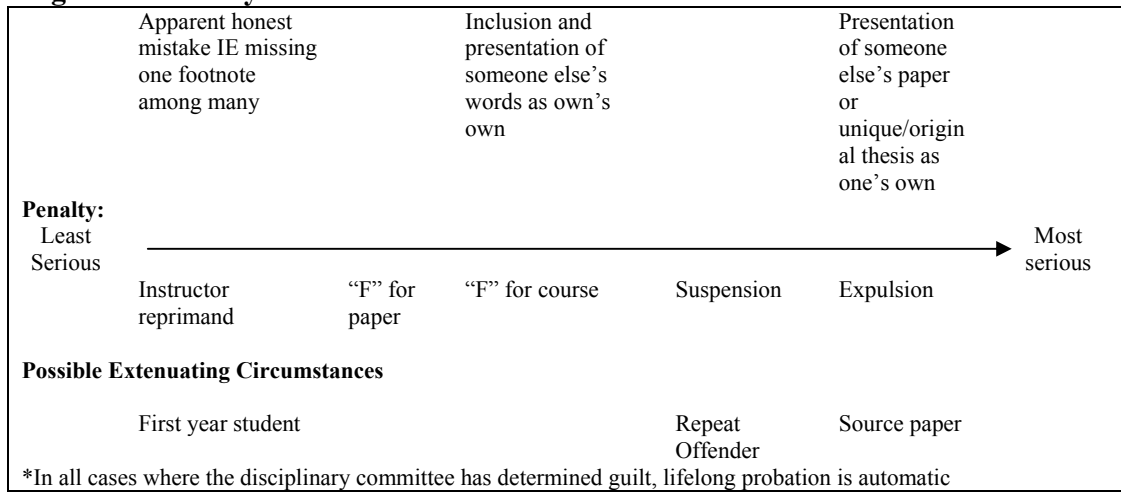 Apparent honest
mistake IE missing
one footnote
among many
Inclusion and
presentation of
someone else's
words as own's
own
Presentation
of someone
else's paper
or
unique/origin
al thesis as
one's own
Penalty:
Least
Serious
Most
serious
Instructor
reprimand
"F" for
paper
"F" for course
Suspension
Expulsion
Possible Extenuating Circumstances
First year student
Repeat
Offender
Source paper
*In all cases where the disciplinary committee has determined guilt, lifelong probation is automatic